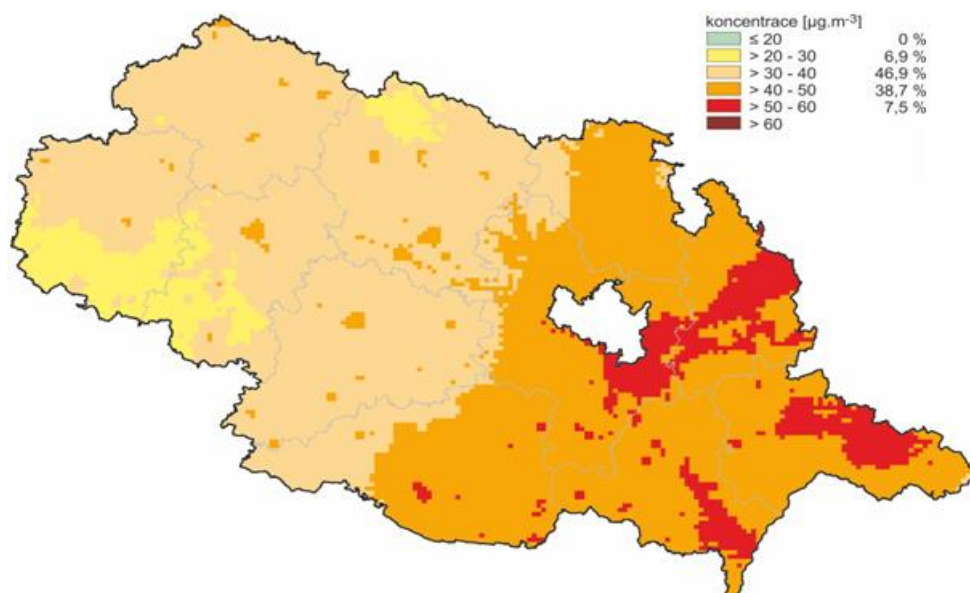 koncentrace [µg.m-³]
≤ 20 0 %
> 20 - 30 6,9 %
> 30 - 40 46,9 %
> 40 - 50 38,7 %
> 50 - 60 7,5 %
> 60